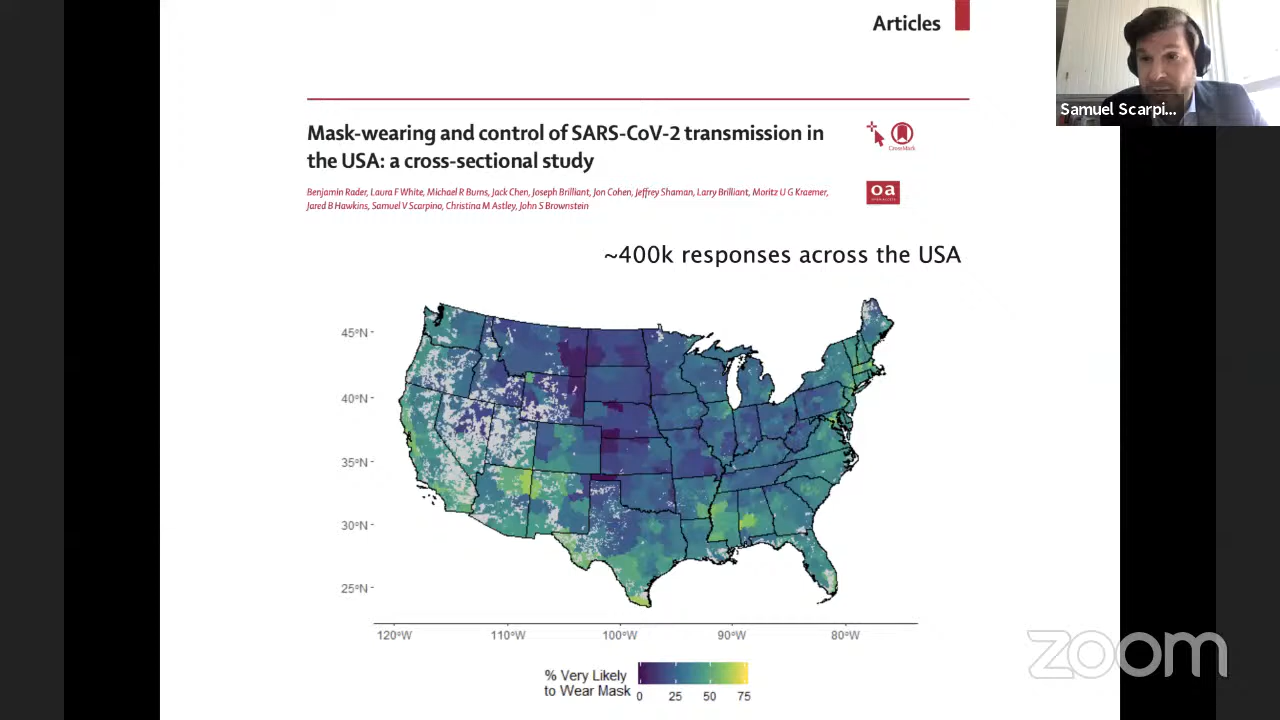 Articles
Samuel Scarpi...
Mask-wearing and control of SARS-CoV-2 transmission in
the USA: a cross-sectional study
CrossMark
Benjamin Rader, Laura F White, Michael R Burns, Jack Chen, Joseph Brilliant, Jon Cohen, Jeffrey Shaman, Larry Brilliant, Moritz U G Kraemer,
Jared B Hawkins, Samuel V Scarpino, Christina M Astley, John S Brownstein
oa
~400k responses across the USA
45°N
40°N
35°N
30°N
25°N
120°W 110°W 100°W 90°W 80°W
% Very Likely
to Wear Mask
0 25 50 75
zoom